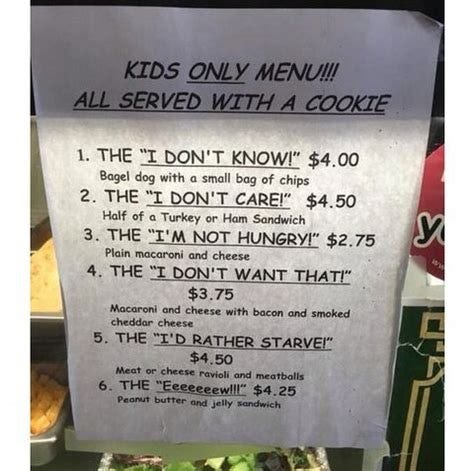 KIDS ONLY MENU!!!
ALL SERVED WITH A COOKIE
1. THE "I DON'T KNOW!" $4.00
Bagel dog with a small bag of chips
2. THE "I DON'T CARE!" $4.50
Half of a Turkey or Ham Sandwich
3. THE "I'M NOT HUNGRY!" $2.75
Plain macaroni and cheese
4. THE "I DON'T WANT THAT!"
$3.75
Macaroni and cheese with bacon and smoked
cheddar cheese
5. THE "I'D RATHER STARVE!"
$4.50
Meat or cheese ravioli and meatballs
6. THE "Eeeeeeew!!!" $4.25
Peanut butter and jelly sandwich